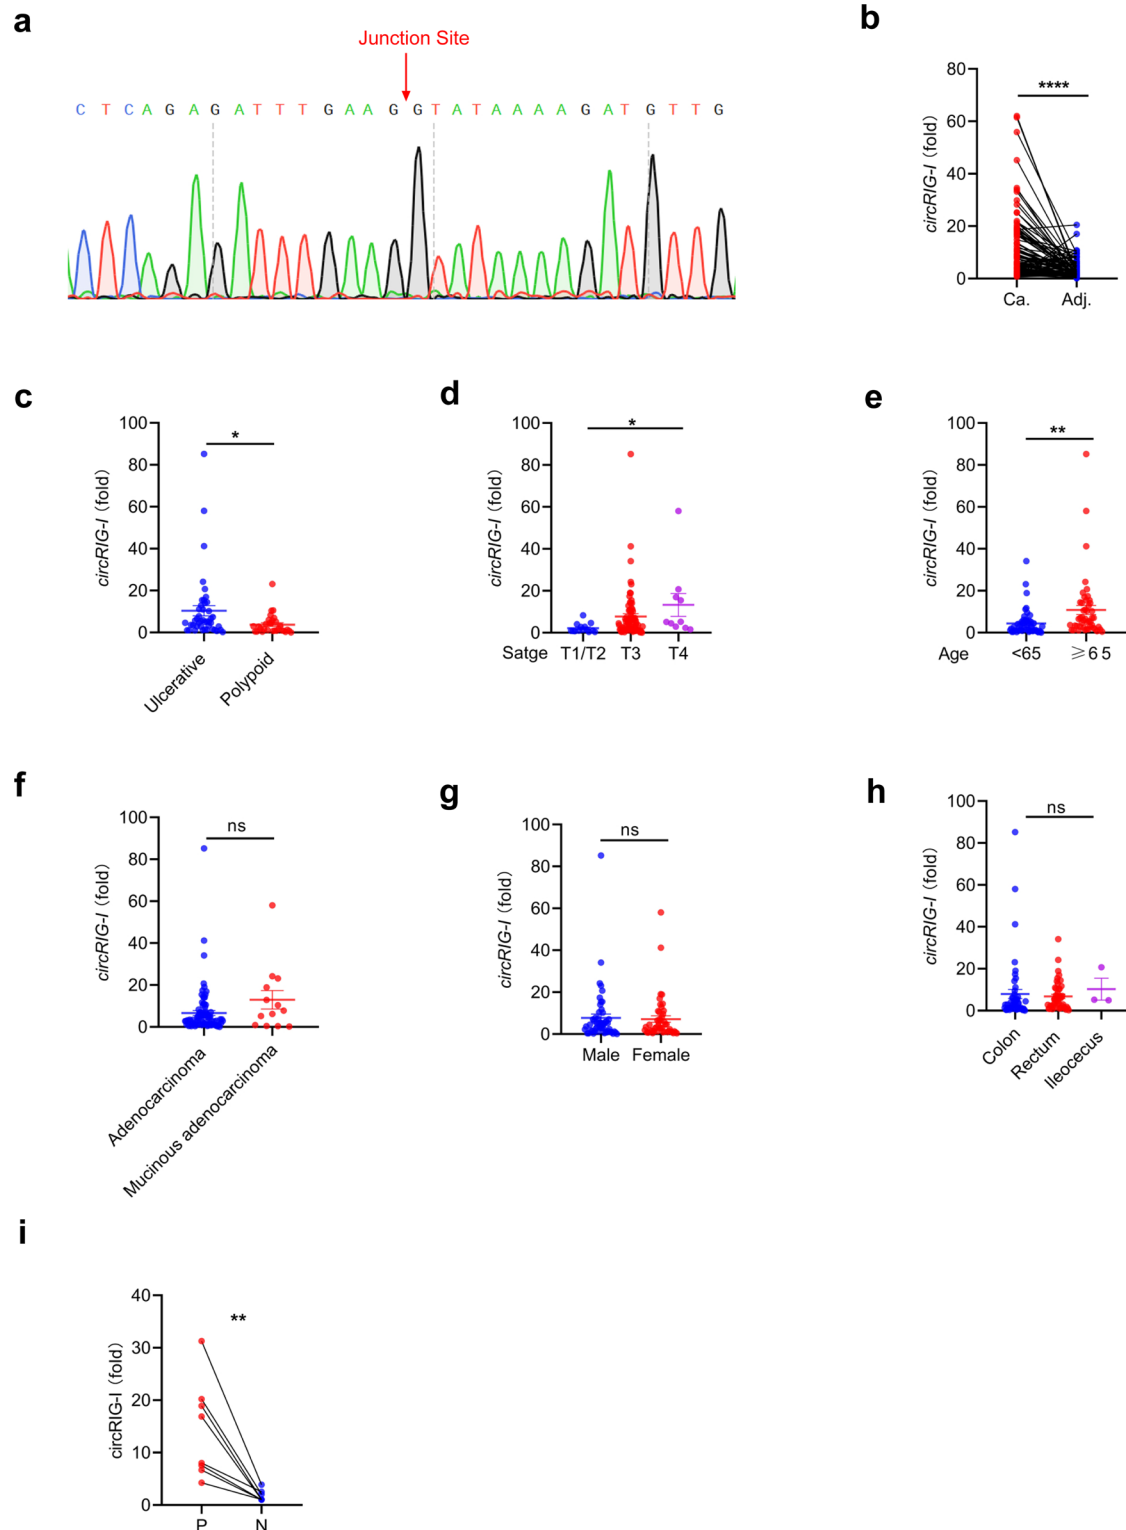 a
Junction Site
C T C A G A G A T T T G A A G G T A T A A A A G A T G T T G
b
circRIG-I (fold)
80
60
40
20
0
****
Ca. Adj.
c
circRIG-I (fold)
100
80
60
40
20
0
*
Ulcerative
Polypoid
d
circRIG-I (fold)
100
80
60
40
20
0
*
Satge T1/T2 T3 T4
e
circRIG-I (fold)
100
80
60
40
20
0
**
Age <65 ≥65
f
circRIG-I (fold)
100
80
60
40
20
0
ns
Adenocarcinoma
Mucinous adenocarcinoma
g
circRIG-I (fold)
100
80
60
40
20
0
ns
Male Female
h
circRIG-I (fold)
100
80
60
40
20
0
ns
Colon
Rectum
Ileocecus
i
circRIG-I (fold)
40
30
20
10
0
**
P N